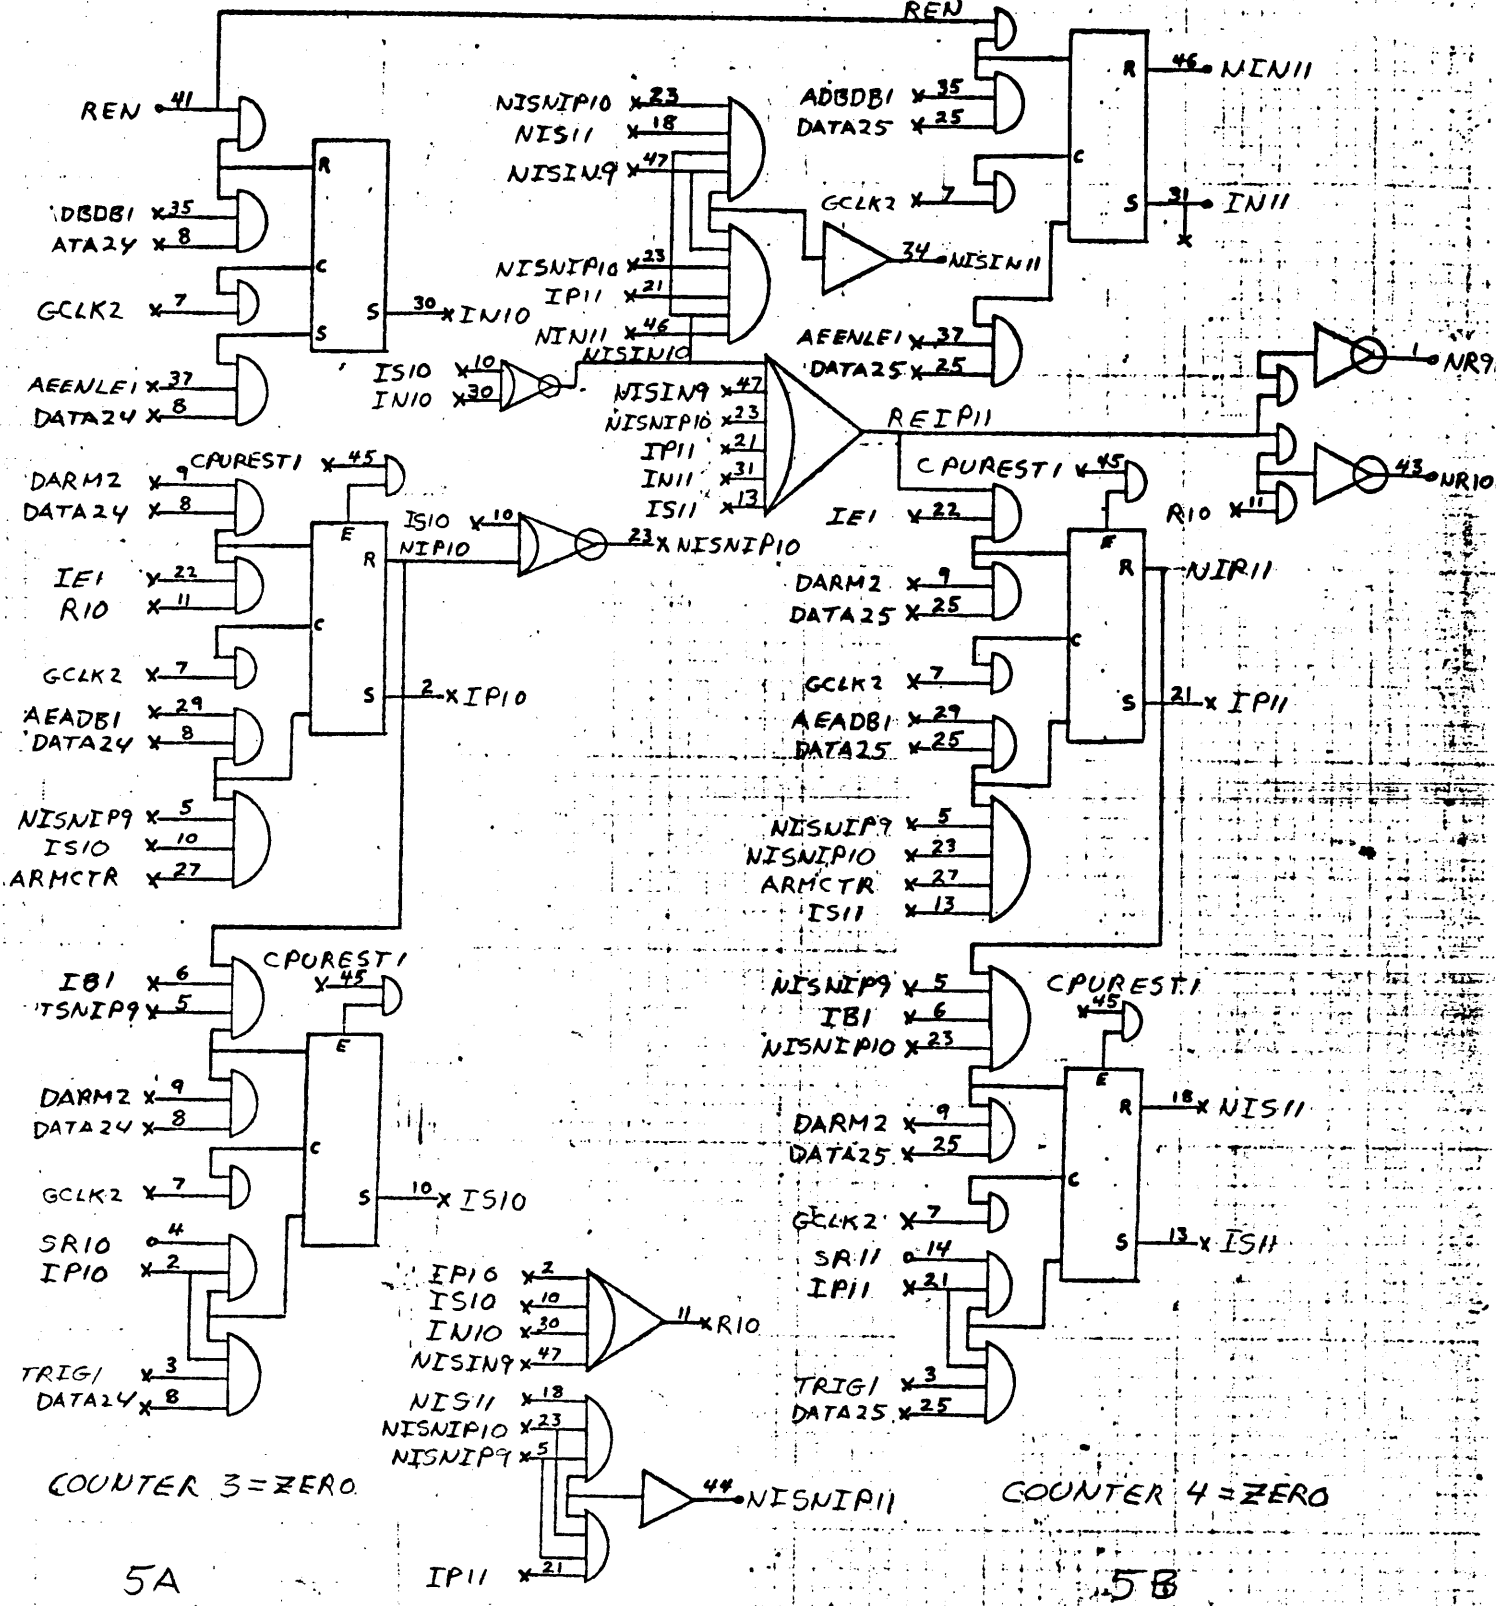 REN
REN 41
ADBDB1 35
DATA25 25
GCLK2 7
R 46 NIN11
C
S 31 IN11
DBDB1 35
ATA24 8
GCLK2 7
AEENLE1 37
DATA24 8
R
C
S
S 30 IN10
NISNIP10 23
NIS11 18
NISIN9 47
NISNIP10 23
IP11 21
NIN11 46
34 NISIN11
NISIN10
IS10 10
IN10 30
NISIN9 47
NISNIP10 23
IP11 21
IN11 31
IS11 13
REIP11
AEENLE1 37
DATA25 25
1 NR9
43 NR10
R10 11
CPUREST1 45
DARM2 9
DATA24 8
IE1 22
R10 11
GCLK2 7
AEADB1 29
DATA24 8
NISNIP9 5
IS10 10
ARMCTR 27
E
R
C
S 2 IP10
IS10 10
NIP10
23 NISNIP10
CPUREST1 45
IE1 22
DARM2 9
DATA25 25
GCLK2 7
AEADB1 29
DATA25 25
NISNIP9 5
NISNIP10 23
ARMCTR 27
IS11 13
E
R NIP11
C
S 21 IP11
CPUREST1
45
IB1 6
ISNIP9 5
DARM2 9
DATA24 8
GCLK2 7
SR10 4
IP10 2
TRIG1 3
DATA24 8
E
C
S 10 IS10
NISNIP9 5
IB1 6
NISNIP10 23
CPUREST1
45
DARM2 9
DATA25 25
GCLK2 7
SR11 14
IP11 21
TRIG1 3
DATA25 25
E
R 18 NIS11
C
S 13 IS11
IP10 2
IS10 10
IN10 30
NISIN9 47
11 R10
NIS11 18
NISNIP10 23
NISNIP9 5
IP11 21
44 NISNIP11
COUNTER 3 = ZERO
COUNTER 4 = ZERO
5A
5B